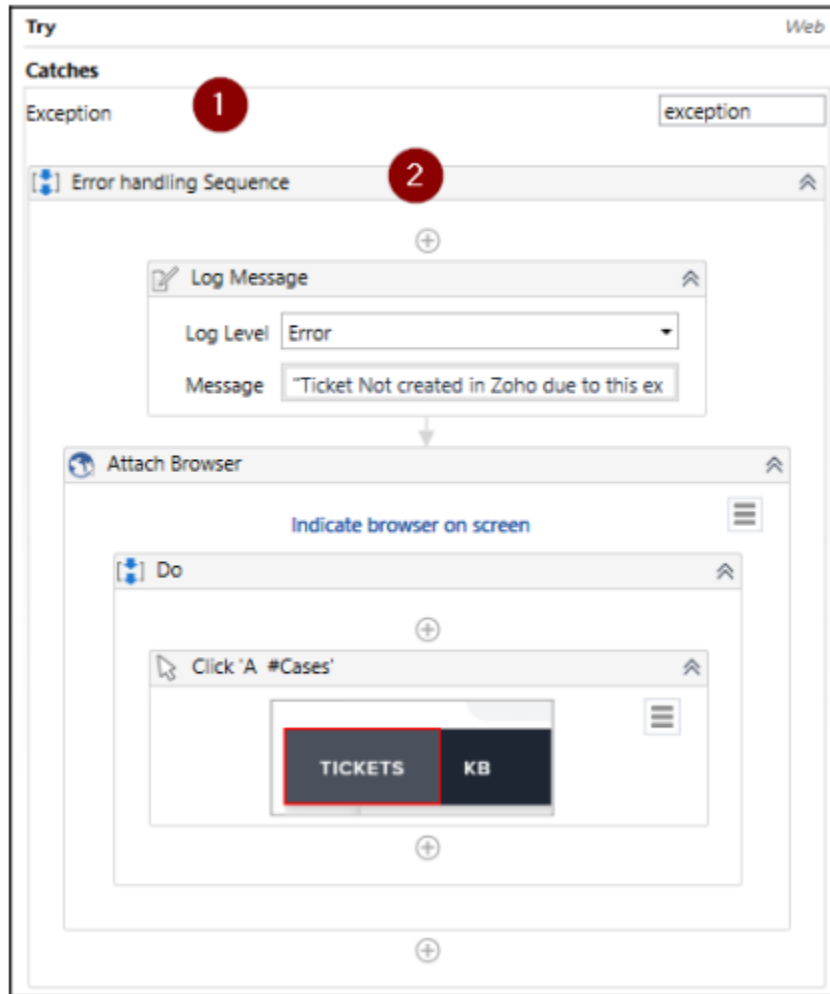 Try Web
Catches
Exception 1 exception
Error handling Sequence 2
Log Message
Log Level Error
Message "Ticket Not created in Zoho due to this ex
Attach Browser
Indicate browser on screen
Do
Click 'A #Cases'
TICKETS KB